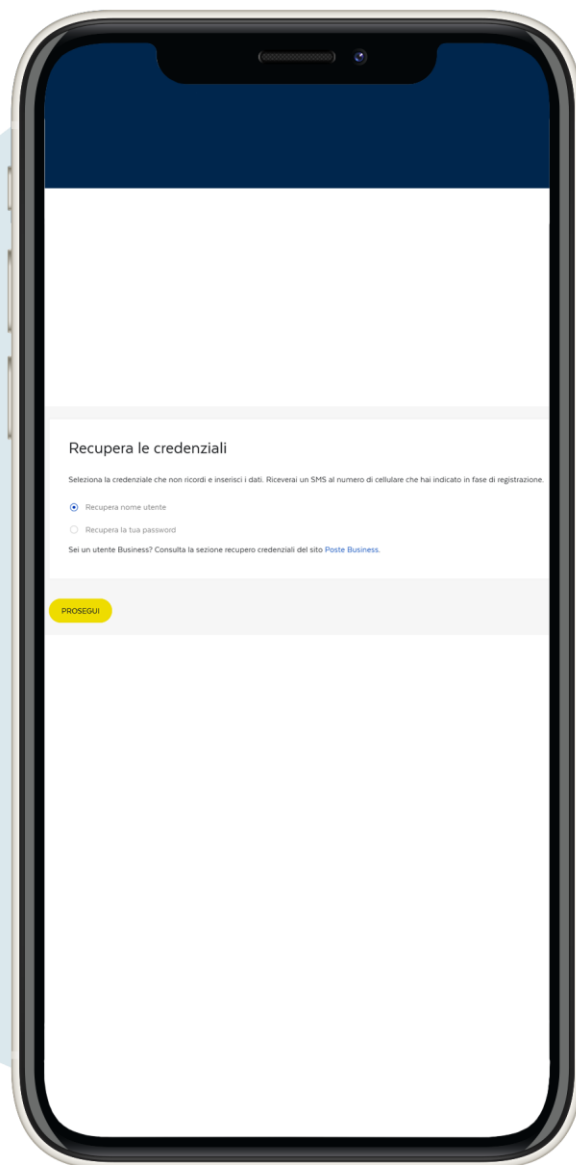 Recupera le credenziali
Seleziona la credenziale che non ricordi e inserisci i dati. Riceverai un SMS al numero di cellulare che hai indicato in fase di registrazione.
Recupera nome utente
Recupera la tua password
Sei un utente Business? Consulta la sezione recupero credenziali del sito Poste Business.
PROSEGUI